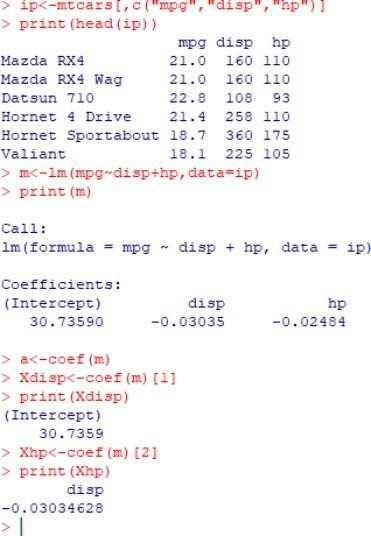 > ip<-mtcars[,c("mpg","disp","hp")]
> print(head(ip))
mpg disp hp
Mazda RX4 21.0 160 110
Mazda RX4 Wag 21.0 160 110
Datsun 710 22.8 108 93
Hornet 4 Drive 21.4 258 110
Hornet Sportabout 18.7 360 175
Valiant 18.1 225 105
> m<-lm(mpg~disp+hp,data=ip)
> print(m)
Call:
lm(formula = mpg ~ disp + hp, data = ip)
Coefficients:
(Intercept) disp hp
30.73590 -0.03035 -0.02484
> a<-coef(m)
> Xdisp<-coef(m)[1]
> print(Xdisp)
(Intercept)
30.7359
> Xhp<-coef(m)[2]
> print(Xhp)
disp
-0.03034628
>